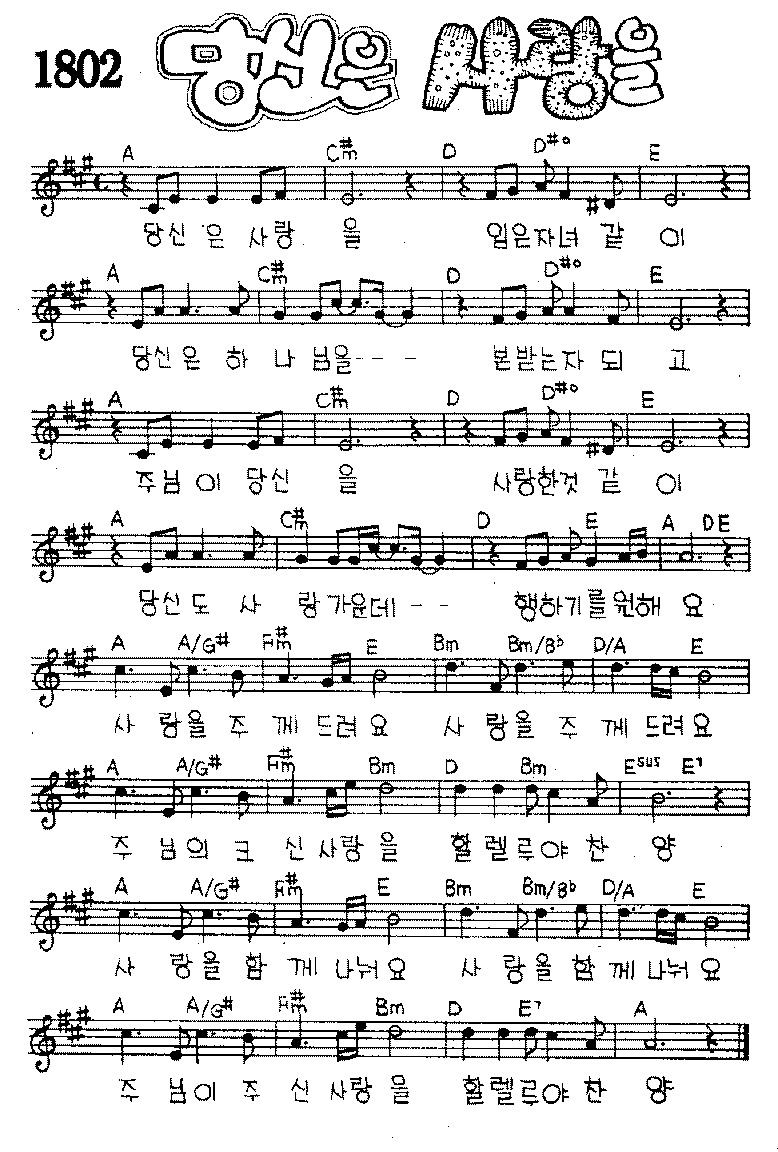 1802 당신은 사랑을
A C#m D D#° E
당신은 사랑 을 입은자녀 같 이
A C#m D D#° E
당신은 하 나 님을--- 본받는자 되 고
A C#m D D#° E
주님이 당신 을 사랑한것 같 이
A C#m D E A D E
당신도 사 랑가운데-- 행하기를원해 요
A A/G# F#m E Bm Bm/Bb D/A E
사 랑을 주 께 드려요 사 랑을 주 께 드려요
A A/G# F#m Bm D Bm Esus E7
주 님의 크 신사랑 을 할렐루야 찬 양
A A/G# F#m E Bm Bm/Bb D/A E
사 랑을 함 께 나눠요 사 랑을 함 께 나눠요
A A/G# F#m Bm D E7 A
주 님이 주 신사랑 을 할렐루야 찬 양